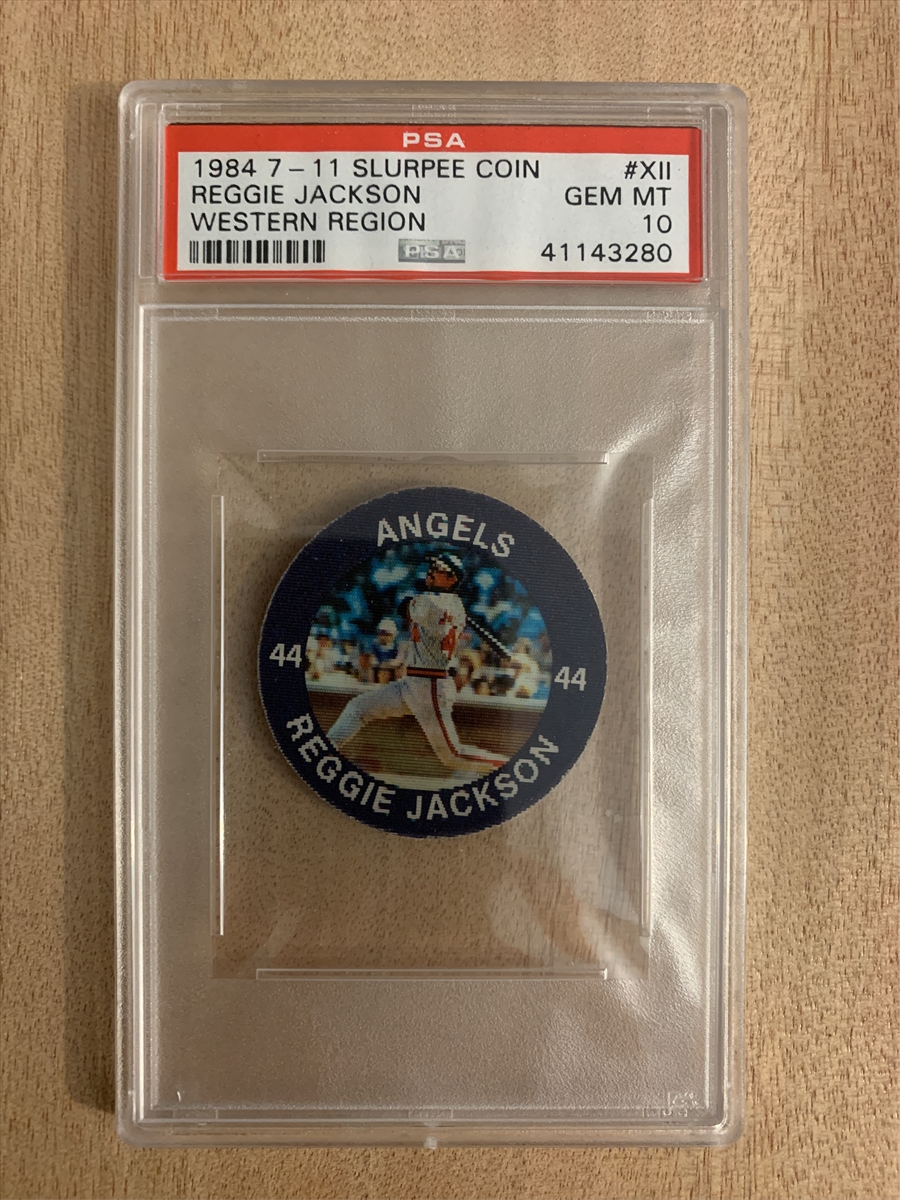 PSA
1984 7-11 SLURPEE COIN #XII
REGGIE JACKSON GEM MT
WESTERN REGION 10
PSA 41143280
ANGELS
44 44
REGGIE JACKSON